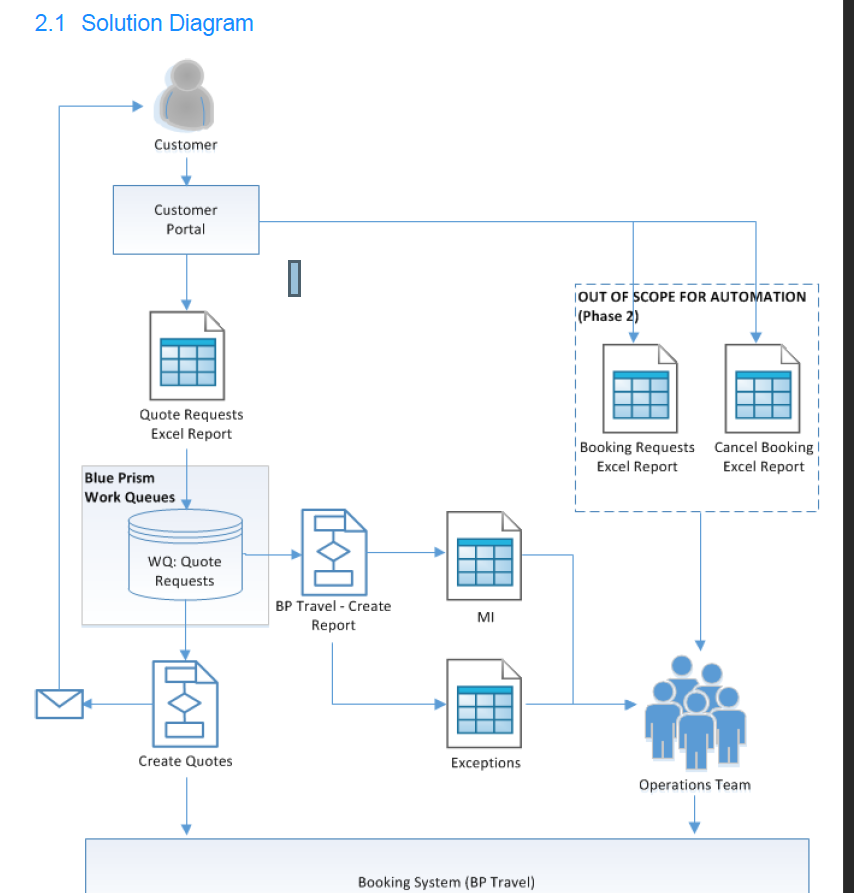 2.1 Solution Diagram
Customer
Customer
Portal
OUT OF SCOPE FOR AUTOMATION
(Phase 2)
Quote Requests
Excel Report
Booking Requests
Excel Report
Cancel Booking
Excel Report
Blue Prism
Work Queues
WQ: Quote
Requests
BP Travel - Create
Report
MI
Create Quotes
Exceptions
Operations Team
Booking System (BP Travel)